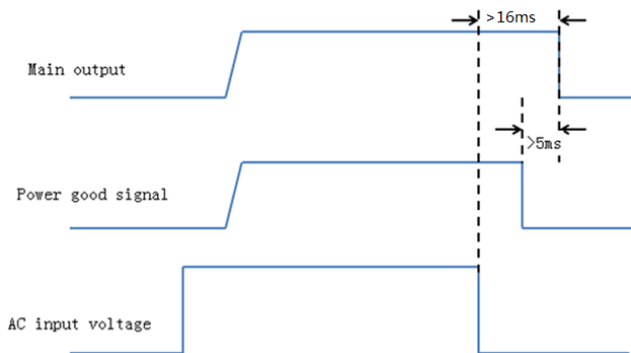 >16ms
Main output
>5ms
Power good signal
AC input voltage